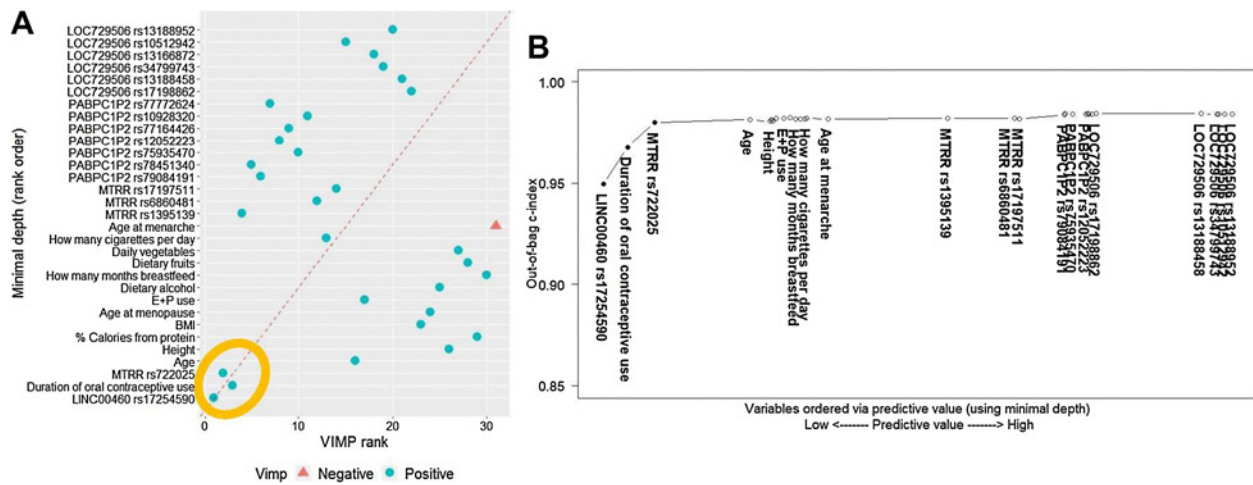 A
LOC729506 rs13188952
LOC729506 rs10512942
LOC729506 rs13166872
LOC729506 rs34799743
LOC729506 rs13188458
LOC729506 rs17198862
PABPC1P2 rs77772624
PABPC1P2 rs10928320
PABPC1P2 rs77164426
PABPC1P2 rs12052223
PABPC1P2 rs75935470
PABPC1P2 rs78451340
PABPC1P2 rs79084191
MTRR rs17197511
MTRR rs6860481
MTRR rs1395139
Age at menarche
How many cigarettes per day
Daily vegetables
Dietary fruits
How many months breastfeed
Dietary alcohol
E+P use
Age at menopause
BMI
% Calories from protein
Height
Age
MTRR rs722025
Duration of oral contraceptive use
LINC00460 rs17254590
Minimal depth (rank order)
0 10 20 30
VIMP rank
Vimp Negative Positive
B
Out-of-bag c-index
1.00
0.95
0.90
0.85
LINC00460 rs17254590
Duration of oral contraceptive use
MTRR rs722025
Age
Height
E+P use
How many months breastfeed
How many cigarettes per day
Age at menarche
MTRR rs1395139
MTRR rs6860481
MTRR rs17197511
PABPC1P2 rs79084191
PABPC1P2 rs75935470
PABPC1P2 rs12052223
LOC729506 rs17198862
LOC729506 rs13188458
LOC729506 rs34799743
LOC729506 rs13188952
Variables ordered via predictive value (using minimal depth)
Low <------- Predictive value -------> High